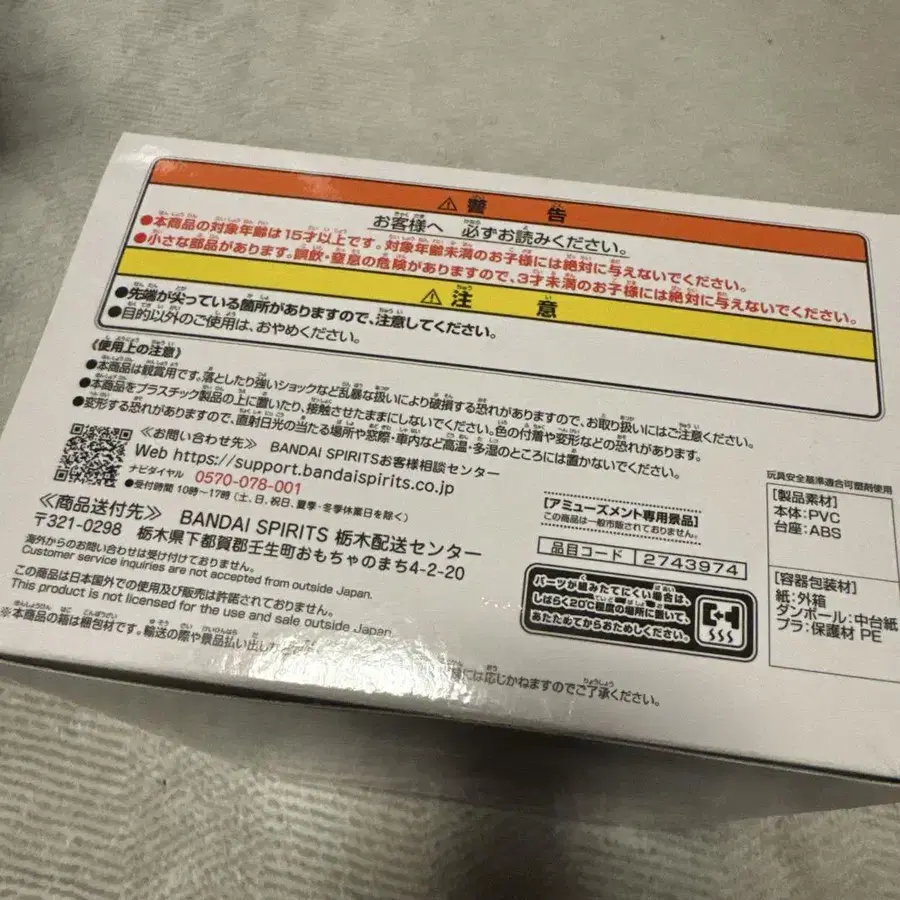 ⚠警告
お客様へ 必ずお読みください。
●本商品の対象年齢は15才以上です。対象年齢未満のお子様には絶対に与えないでください。
●小さな部品があります。誤飲・窒息の危険がありますので、3才未満のお子様には絶対に与えないでください。
⚠注意
●先端が尖っている箇所がありますので、注意してください。
●目的以外のご使用は、おやめください。
《使用上の注意》
●本商品は観賞用です。落としたり強いショックなど乱暴な扱いにより破損する恐れがありますので、お取り扱いにはご注意ください。
●本商品をプラスチック製品の上に置いたり、接触させたままにしないでください。色の付着や変形などの恐れがあります。
●変形する恐れがありますので、直射日光の当たる場所や窓際・車内など高温・多湿のところには置かないでください。
≪お問い合わせ先≫ BANDAI SPIRITSお客様相談センター
Web https://support.bandaispirits.co.jp
ナビダイヤル 0570-078-001
●受付時間 10時〜17時(土、日、祝日、夏季・冬季休業日を除く)
≪商品送付先≫ BANDAI SPIRITS 栃木配送センター
〒321-0298 栃木県下都賀郡壬生町おもちゃのまち4-2-20
海外からのお問い合わせは受け付けておりません。
Customer service inquiries are not accepted from outside Japan.
この商品は日本国外での使用及び販売は許諾されておりません。
This product is not licensed for the use and sale outside Japan.
※本商品の箱は梱包材です。輸送の際や景品払い出し
には応じかねますのでご了承ください。
[アミューズメント専用景品]
この商品は一般市販されておりません。
品目コード 2743974
パーツが組みたてにくい場合は、
しばらく20℃程度の場所に置いて、
あたためてからおためしください。
玩具安全基準適合可塑剤使用
[製品素材]
本体:PVC
台座:ABS
[容器包装材]
紙:外箱
ダンボール:中台紙
プラ:保護材 PE